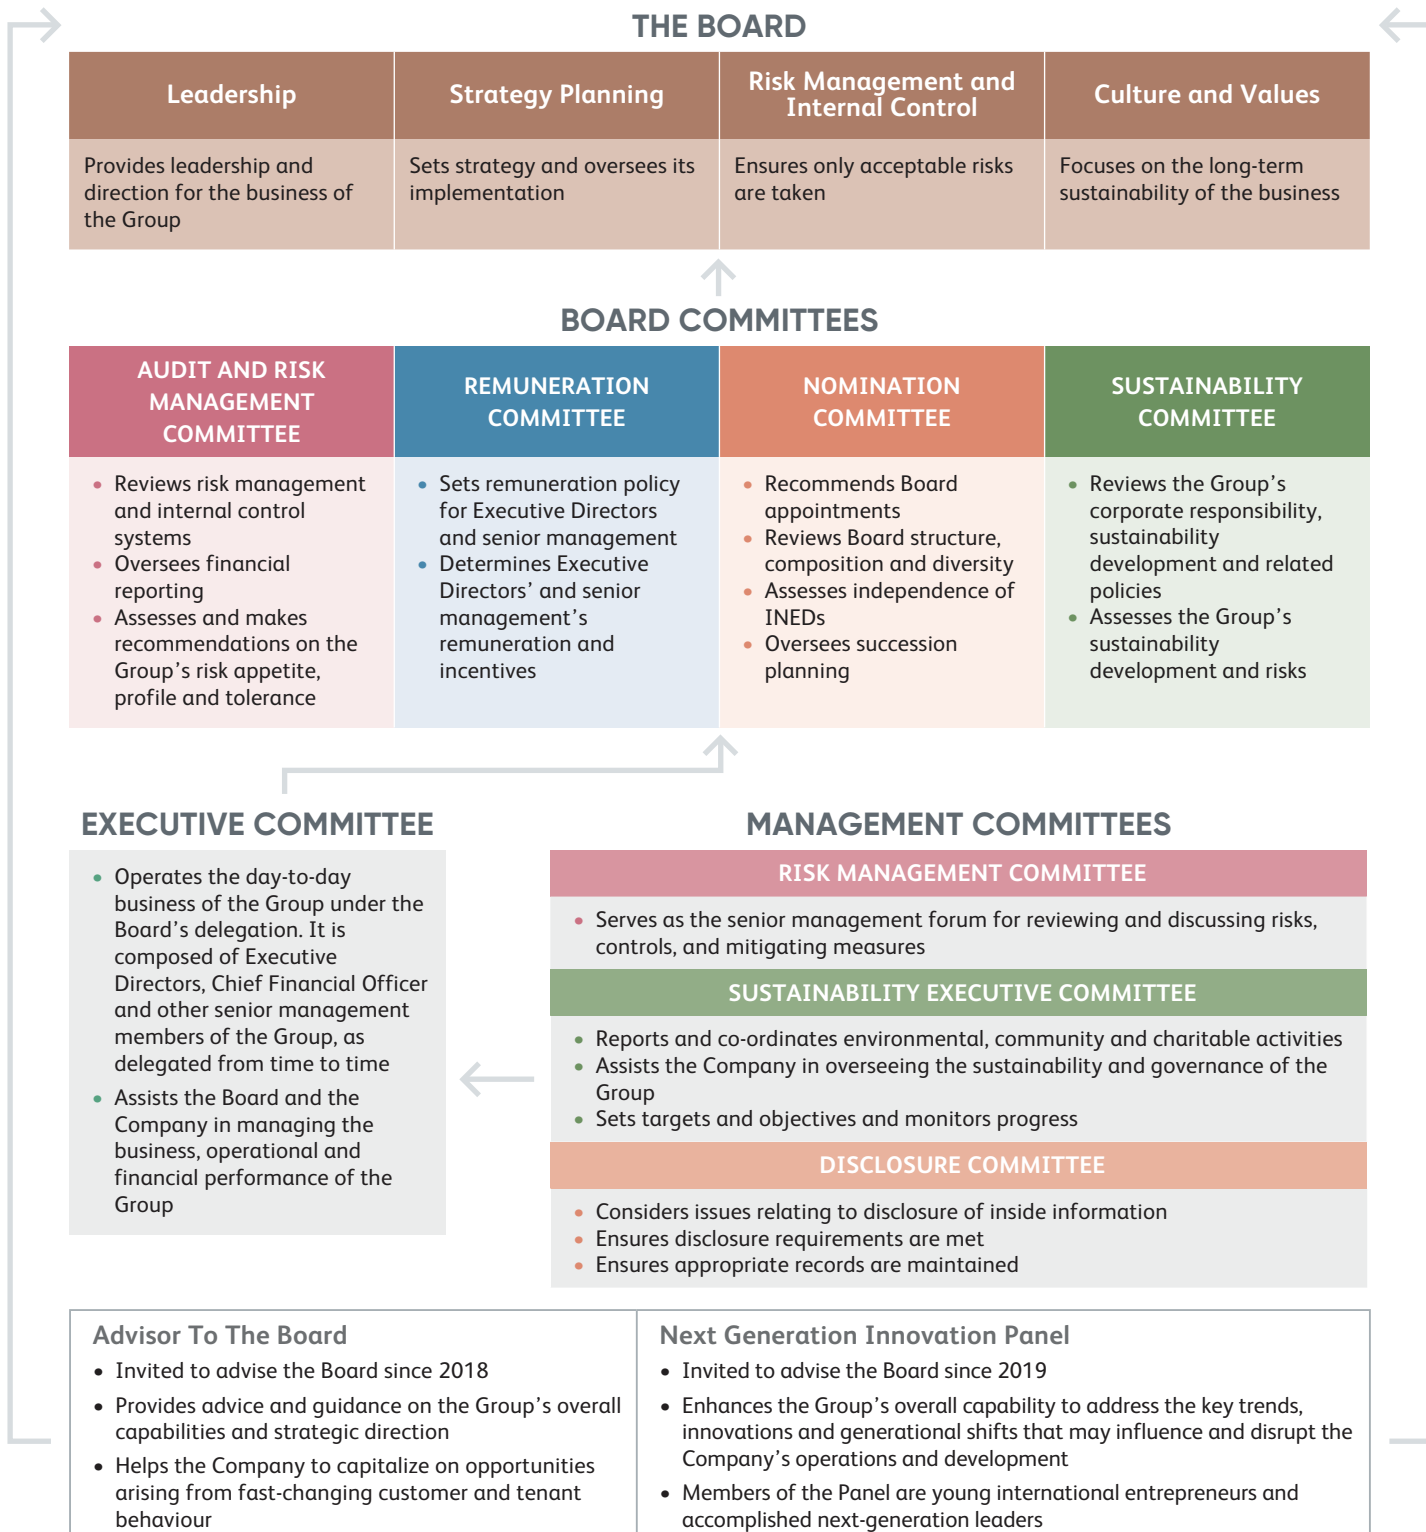 THE BOARD
Leadership
Provides leadership and
direction for the business of
the Group
Strategy Planning
Sets strategy and oversees its
implementation
Risk Management and
Internal Control
Ensures only acceptable risks
are taken
Culture and Values
Focuses on the long-term
sustainability of the business
BOARD COMMITTEES
AUDIT AND RISK
MANAGEMENT
COMMITTEE
• Reviews risk management
and internal control
systems
• Oversees financial
reporting
• Assesses and makes
recommendations on the
Group’s risk appetite,
profile and tolerance
REMUNERATION
COMMITTEE
• Sets remuneration policy
for Executive Directors
and senior management
• Determines Executive
Directors’ and senior
management’s
remuneration and
incentives
NOMINATION
COMMITTEE
• Recommends Board
appointments
• Reviews Board structure,
composition and diversity
• Assesses independence of
INEDs
• Oversees succession
planning
SUSTAINABILITY
COMMITTEE
• Reviews the Group’s
corporate responsibility,
sustainability
development and related
policies
• Assesses the Group’s
sustainability
development and risks
EXECUTIVE COMMITTEE
• Operates the day-to-day
business of the Group under the
Board’s delegation. It is
composed of Executive
Directors, Chief Financial Officer
and other senior management
members of the Group, as
delegated from time to time
• Assists the Board and the
Company in managing the
business, operational and
financial performance of the
Group
MANAGEMENT COMMITTEES
RISK MANAGEMENT COMMITTEE
• Serves as the senior management forum for reviewing and discussing risks,
controls, and mitigating measures
SUSTAINABILITY EXECUTIVE COMMITTEE
• Reports and co-ordinates environmental, community and charitable activities
• Assists the Company in overseeing the sustainability and governance of the
Group
• Sets targets and objectives and monitors progress
DISCLOSURE COMMITTEE
• Considers issues relating to disclosure of inside information
• Ensures disclosure requirements are met
• Ensures appropriate records are maintained
Advisor To The Board
• Invited to advise the Board since 2018
• Provides advice and guidance on the Group’s overall
capabilities and strategic direction
• Helps the Company to capitalize on opportunities
arising from fast-changing customer and tenant
behaviour
Next Generation Innovation Panel
• Invited to advise the Board since 2019
• Enhances the Group’s overall capability to address the key trends,
innovations and generational shifts that may influence and disrupt the
Company’s operations and development
• Members of the Panel are young international entrepreneurs and
accomplished next-generation leaders